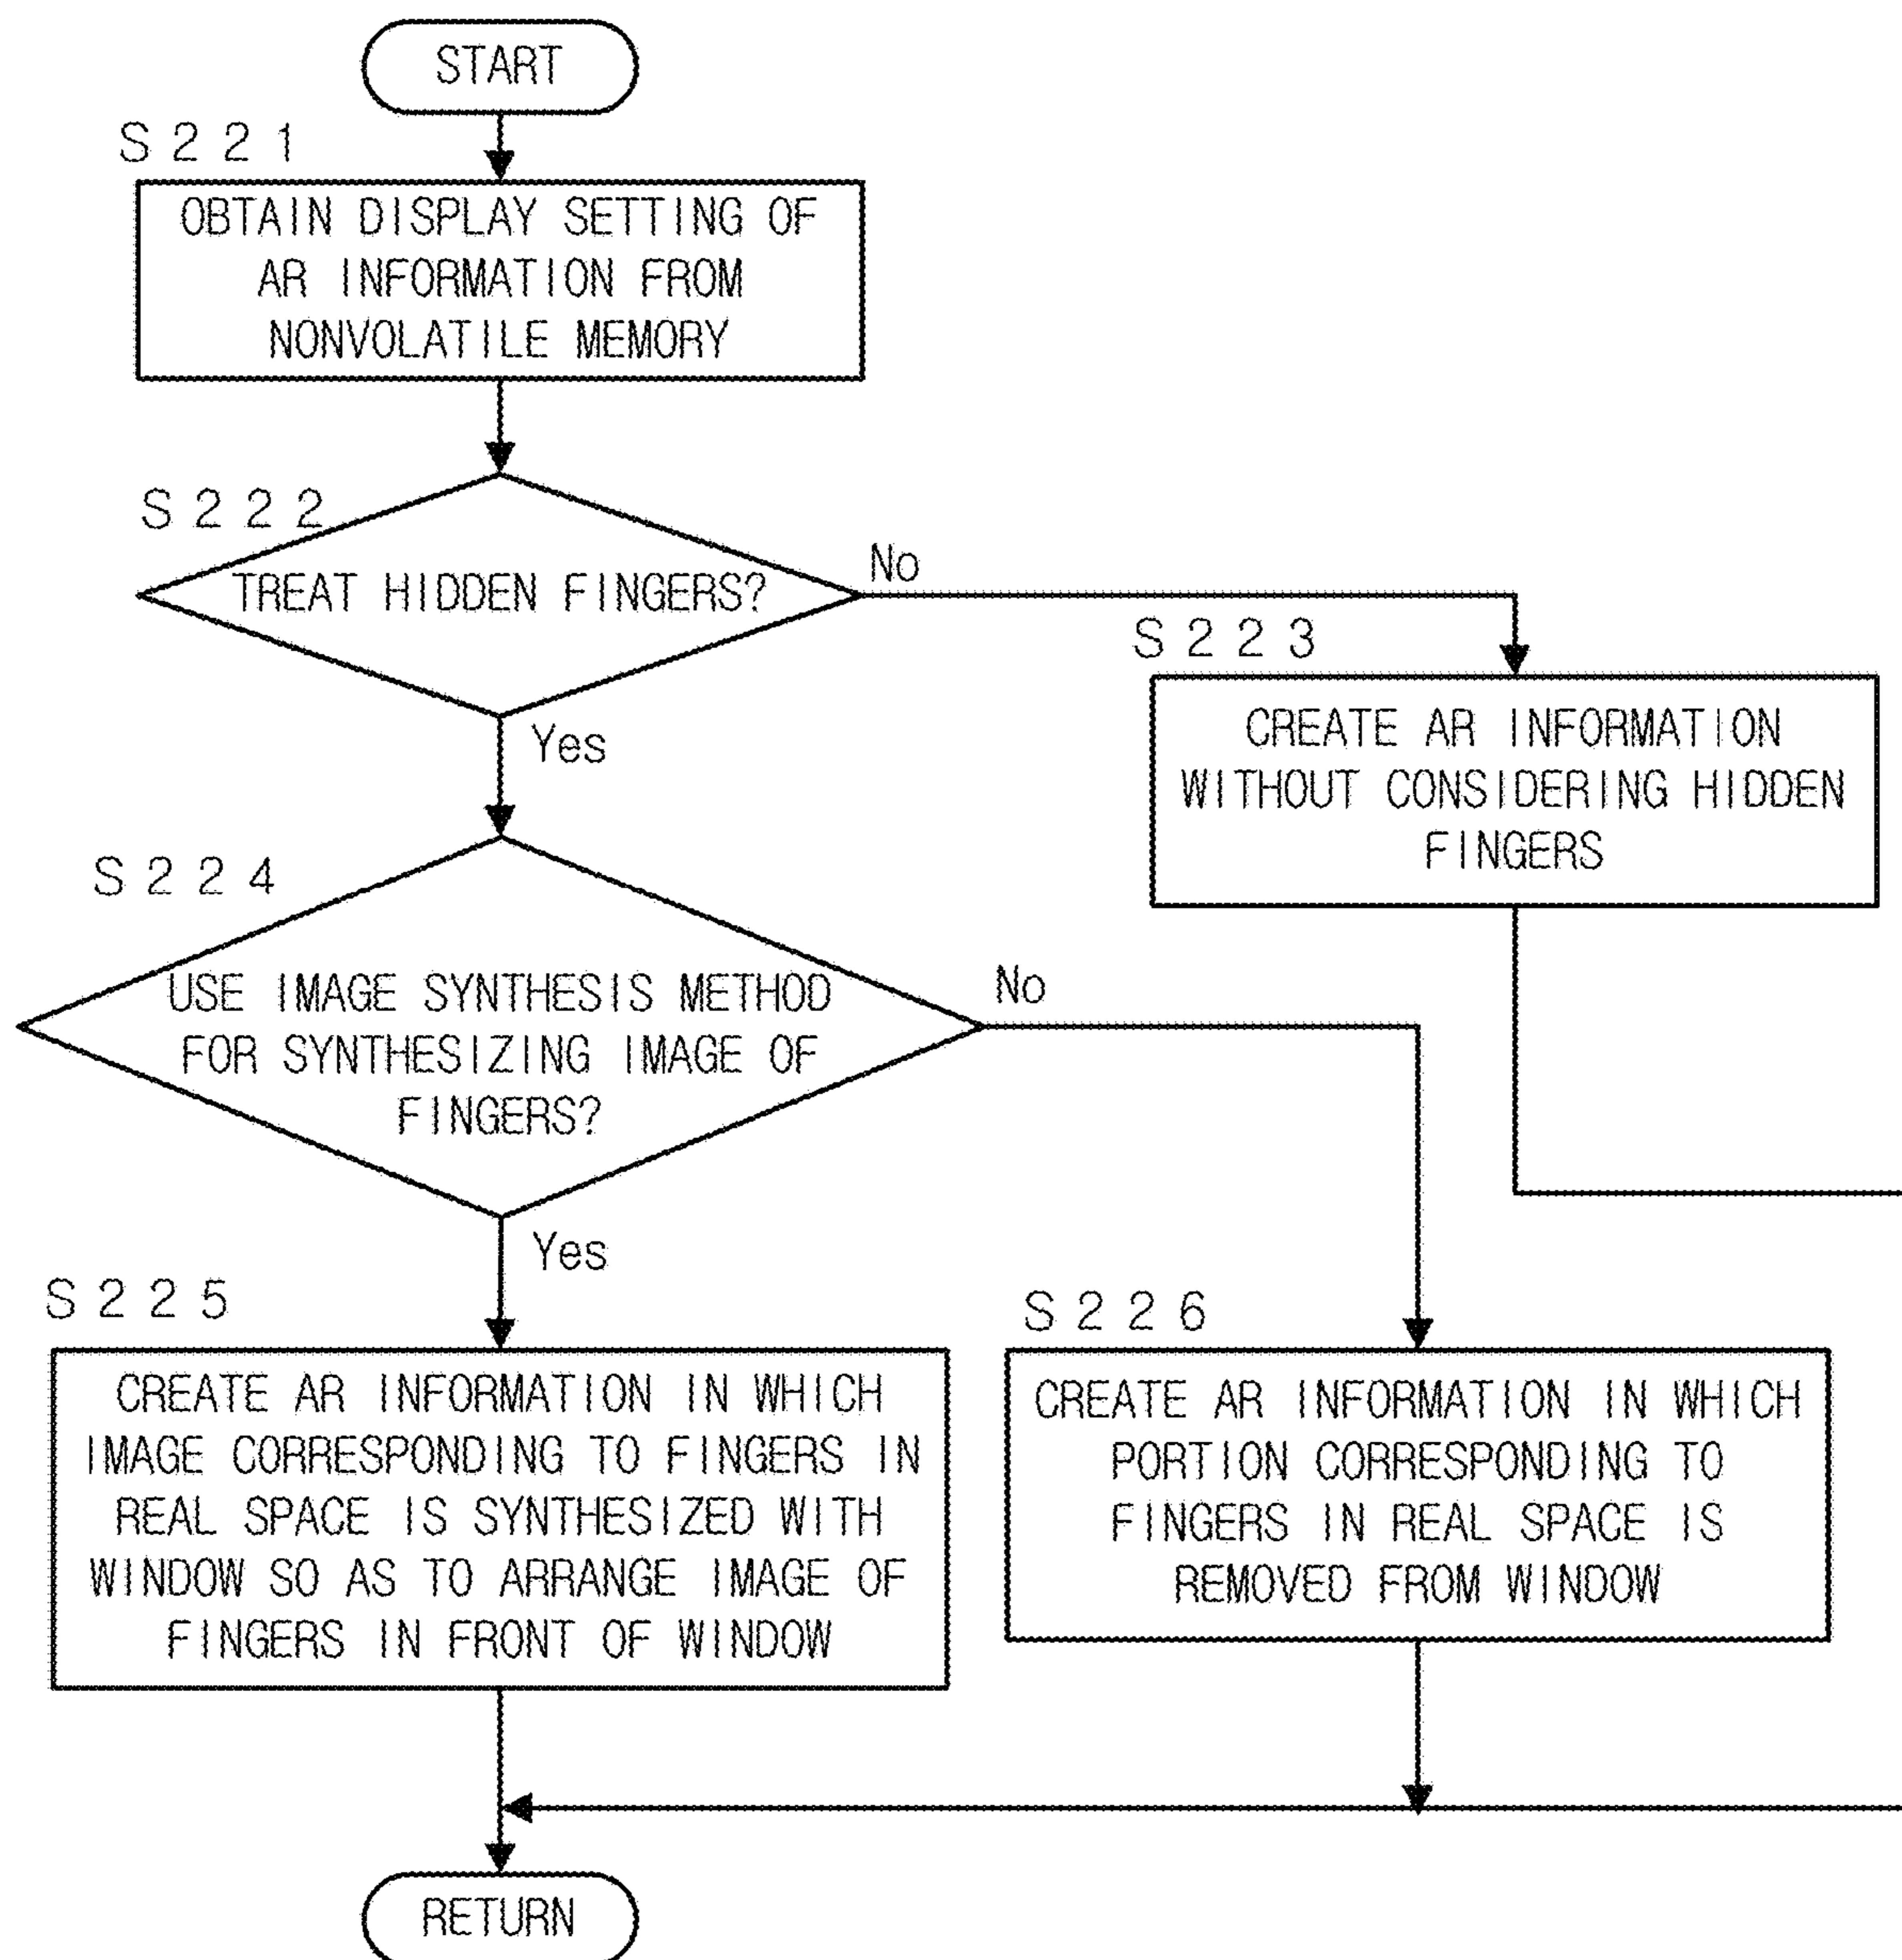 START
S221
OBTAIN DISPLAY SETTING OF
AR INFORMATION FROM
NONVOLATILE MEMORY
S222
TREAT HIDDEN FINGERS?
No
Yes
S223
CREATE AR INFORMATION
WITHOUT CONSIDERING HIDDEN
FINGERS
S224
USE IMAGE SYNTHESIS METHOD
FOR SYNTHESIZING IMAGE OF
FINGERS?
No
Yes
S225
CREATE AR INFORMATION IN WHICH
IMAGE CORRESPONDING TO FINGERS IN
REAL SPACE IS SYNTHESIZED WITH
WINDOW SO AS TO ARRANGE IMAGE OF
FINGERS IN FRONT OF WINDOW
S226
CREATE AR INFORMATION IN WHICH
PORTION CORRESPONDING TO
FINGERS IN REAL SPACE IS
REMOVED FROM WINDOW
RETURN